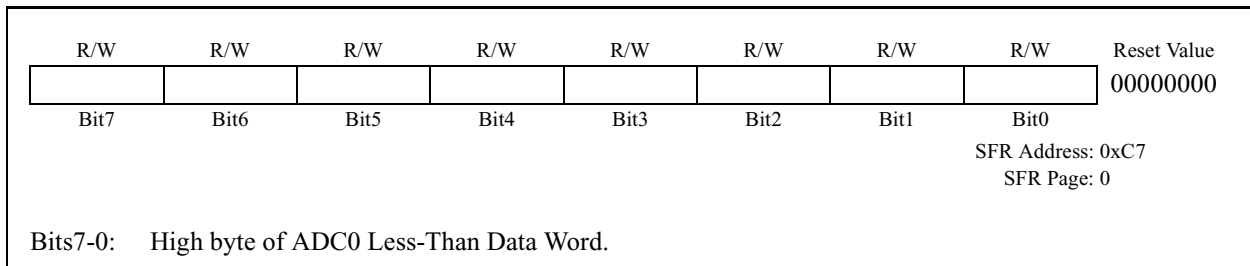 R/W R/W R/W R/W R/W R/W R/W R/W Reset Value
00000000
Bit7 Bit6 Bit5 Bit4 Bit3 Bit2 Bit1 Bit0
SFR Address: 0xC7
SFR Page: 0
Bits7-0: High byte of ADC0 Less-Than Data Word.